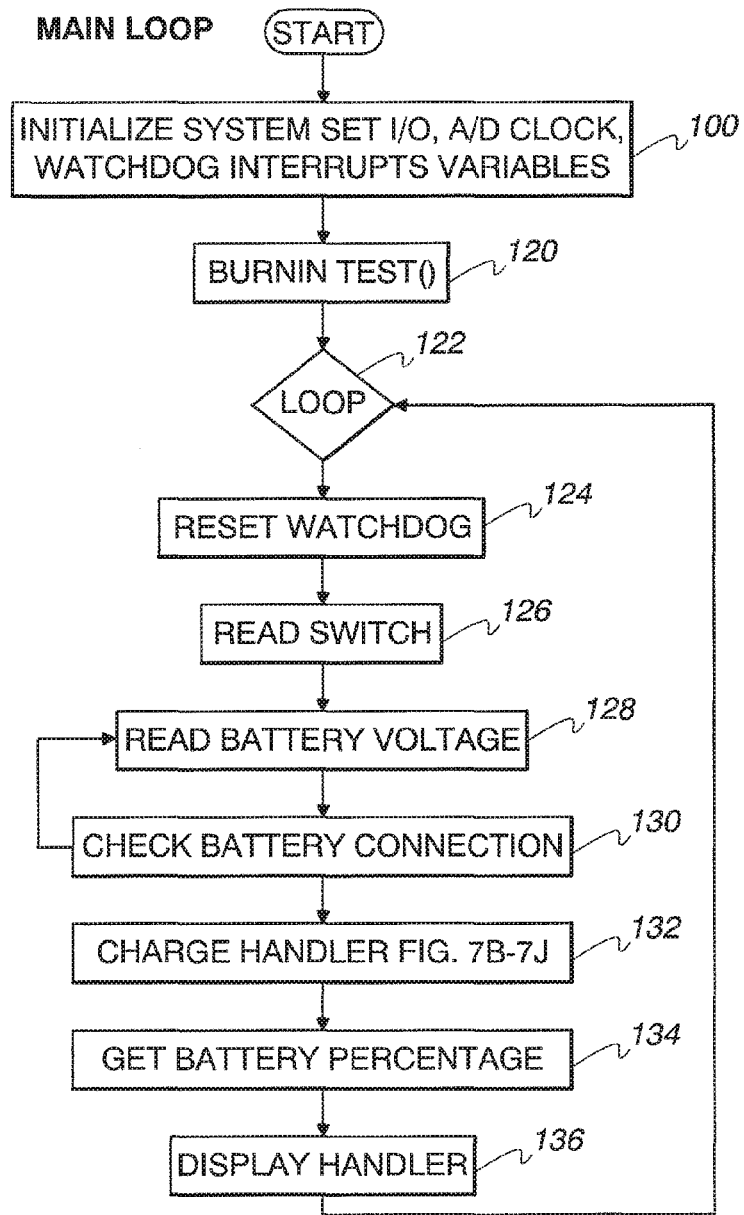 MAIN LOOP
START
INITIALIZE SYSTEM SET I/O, A/D CLOCK,
WATCHDOG INTERRUPTS VARIABLES
100
BURNIN TEST()
120
LOOP
122
RESET WATCHDOG
124
READ SWITCH
126
READ BATTERY VOLTAGE
128
CHECK BATTERY CONNECTION
130
CHARGE HANDLER FIG. 7B-7J
132
GET BATTERY PERCENTAGE
134
DISPLAY HANDLER
136